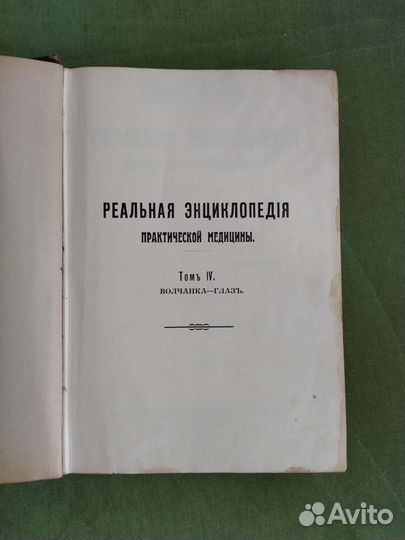 РЕАЛЬНАЯ ЭНЦИКЛОПЕДІЯ
ПРАКТИЧЕСКОЙ МЕДИЦИНЫ.
Томъ IV.
ВОЛЧАНКА—ГЛАЗЪ.
Avito